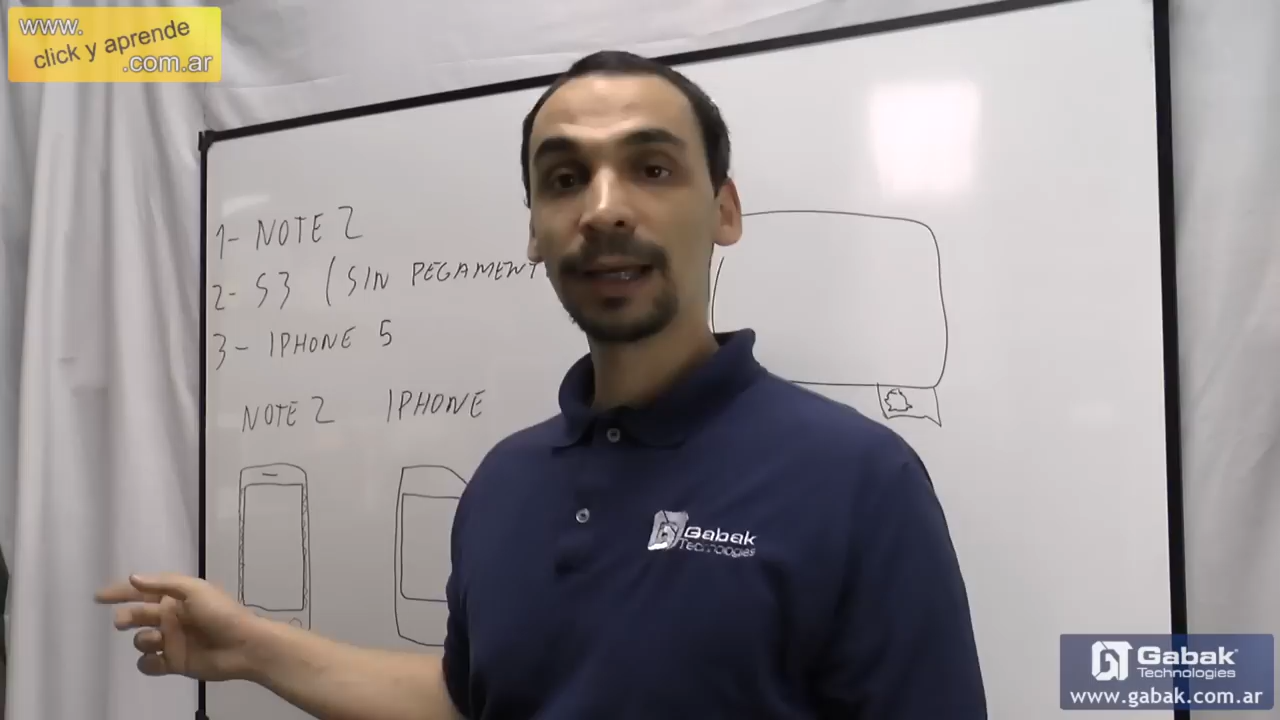 www.
click y aprende
.com.ar
1- NOTE 2
2- S3 (SIN PEGAMENT
3- IPHONE 5
NOTE 2 IPHONE
Gabak
Technologies
Gabak
Technologies
www.gabak.com.ar